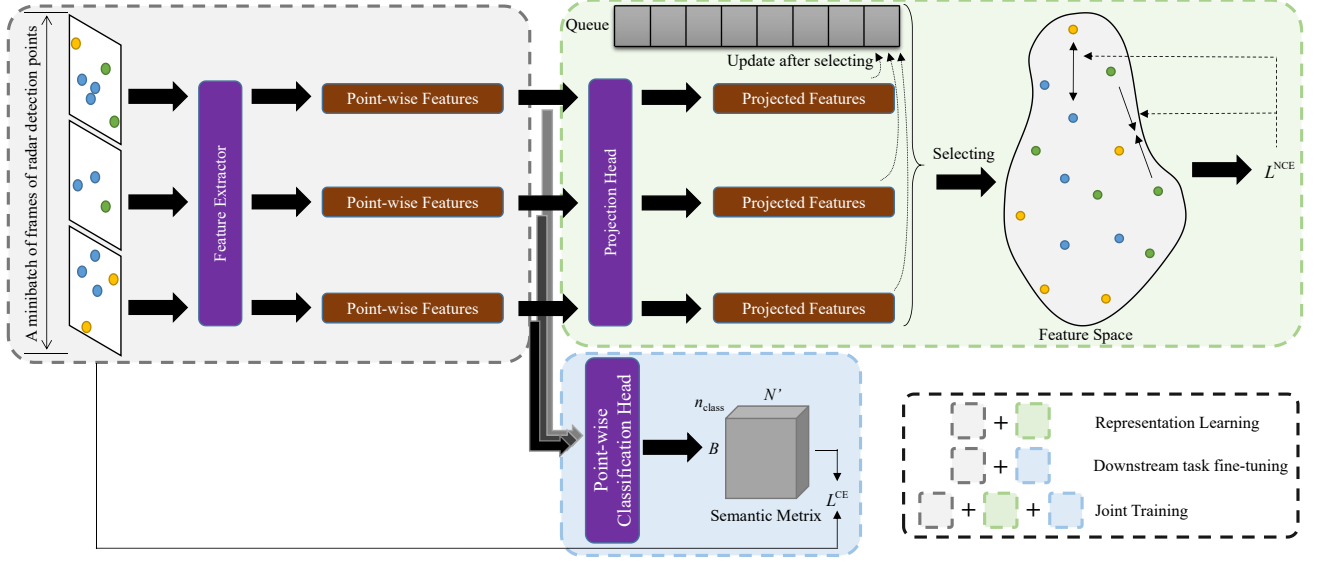 A minibatch of frames of radar detection points
Feature Extractor
Point-wise Features
Point-wise Features
Point-wise Features
Queue
Update after selecting
Projection Head
Projected Features
Projected Features
Projected Features
Selecting
Feature Space
L^NCE
Point-wise
Classification Head
n_class
N’
B
Semantic Metrix
L^CE
+ Representation Learning
+ Downstream task fine-tuning
+ + Joint Training